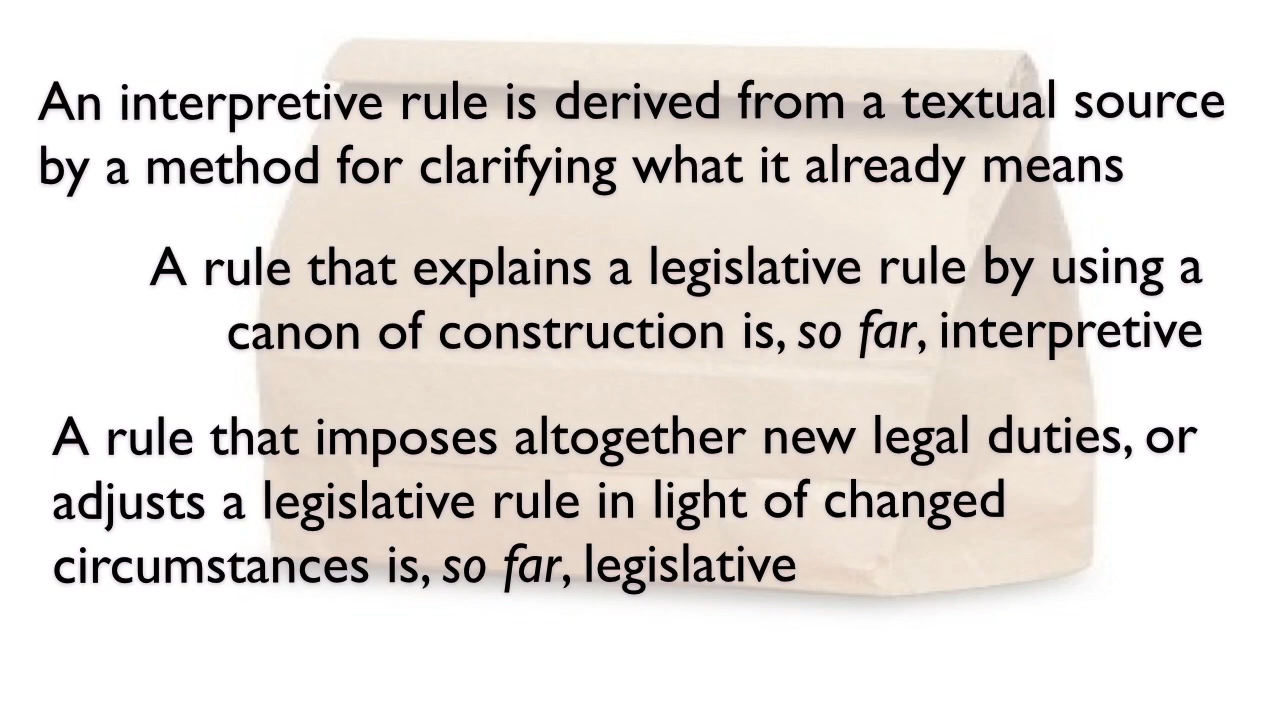 An interpretive rule is derived from a textual source
by a method for clarifying what it already means
A rule that explains a legislative rule by using a
canon of construction is, so far, interpretive
A rule that imposes altogether new legal duties, or
adjusts a legislative rule in light of changed
circumstances is, so far, legislative